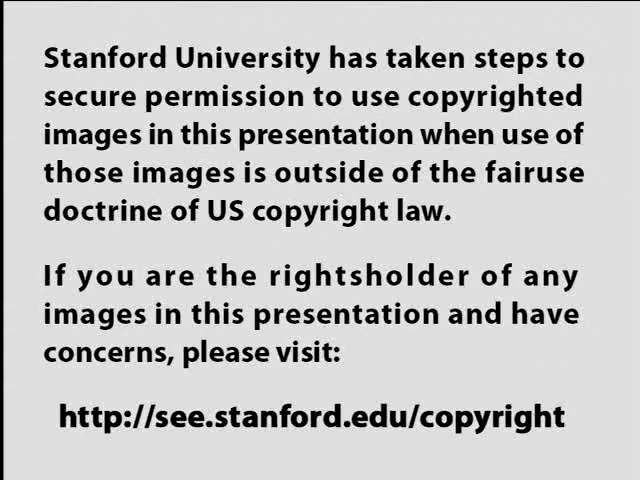 Stanford University has taken steps to
secure permission to use copyrighted
images in this presentation when use of
those images is outside of the fairuse
doctrine of US copyright law.
If you are the rightsholder of any
images in this presentation and have
concerns, please visit:
http://see.stanford.edu/copyright